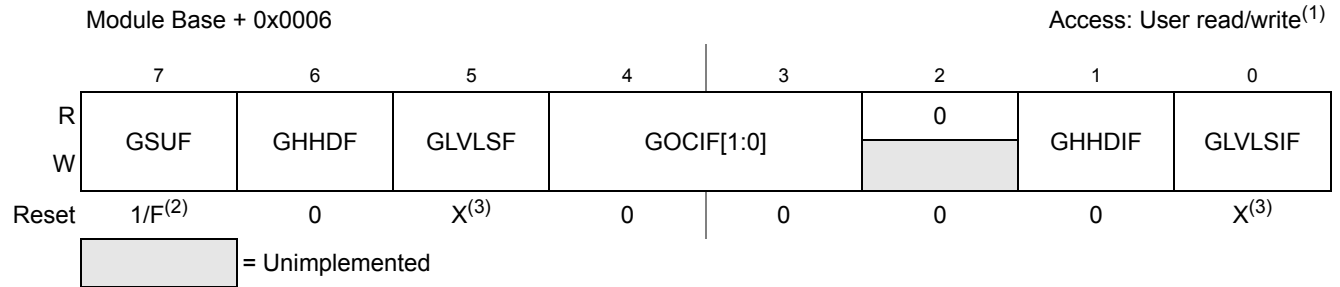 Module Base + 0x0006 Access: User read/write(1)
7 6 5 4 3 2 1 0
R 0
GSUF GHHDF GLVLSF GOCIF[1:0] GHHDIF GLVLSIF
W
Reset 1/F(2) 0 X(3) 0 0 0 0 X(3)
= Unimplemented